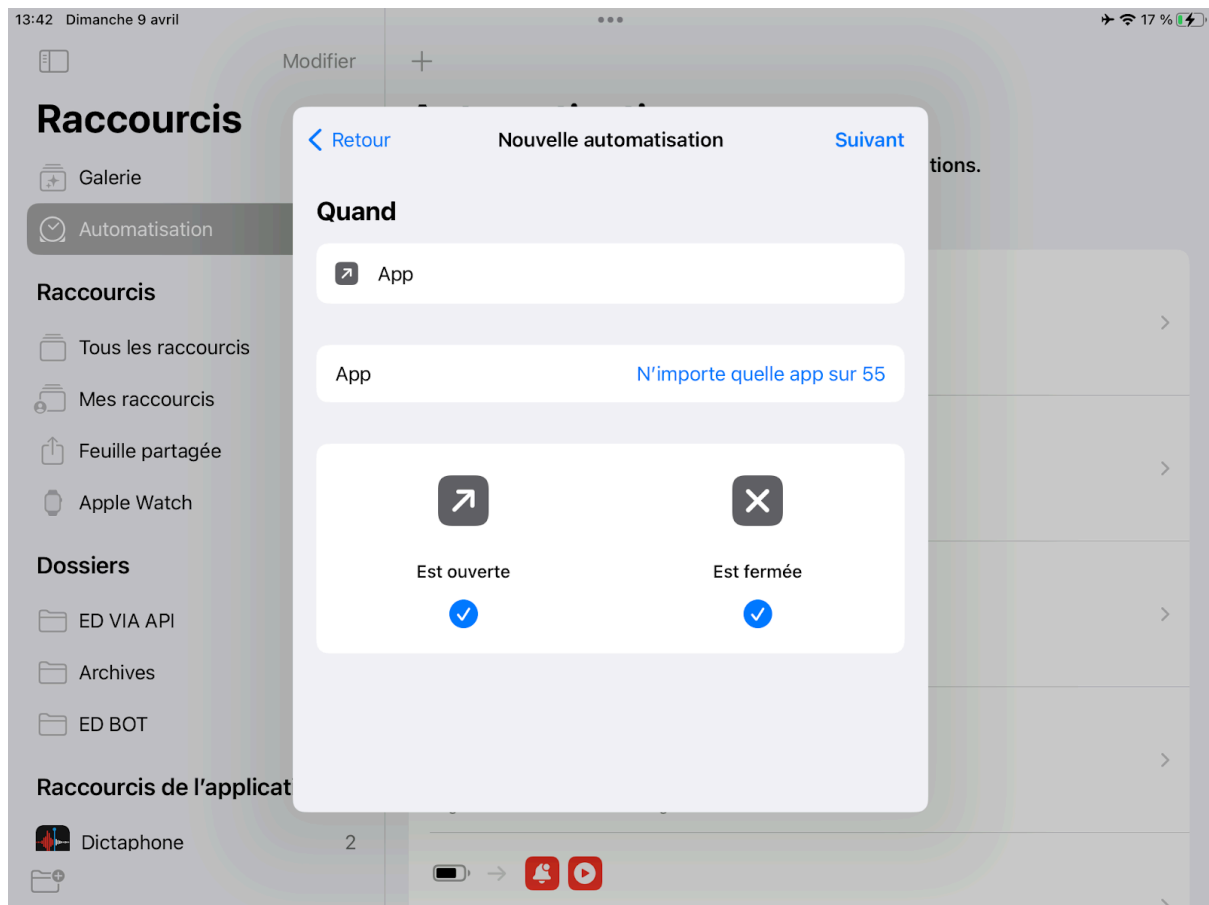 13:42 Dimanche 9 avril
17 %
Modifier
Raccourcis
Galerie
Automatisation
Raccourcis
Tous les raccourcis
Mes raccourcis
Feuille partagée
Apple Watch
Dossiers
ED VIA API
Archives
ED BOT
Raccourcis de l'applicat
Dictaphone 2
tions.
Retour
Nouvelle automatisation
Suivant
Quand
App
App N'importe quelle app sur 55
Est ouverte
Est fermée